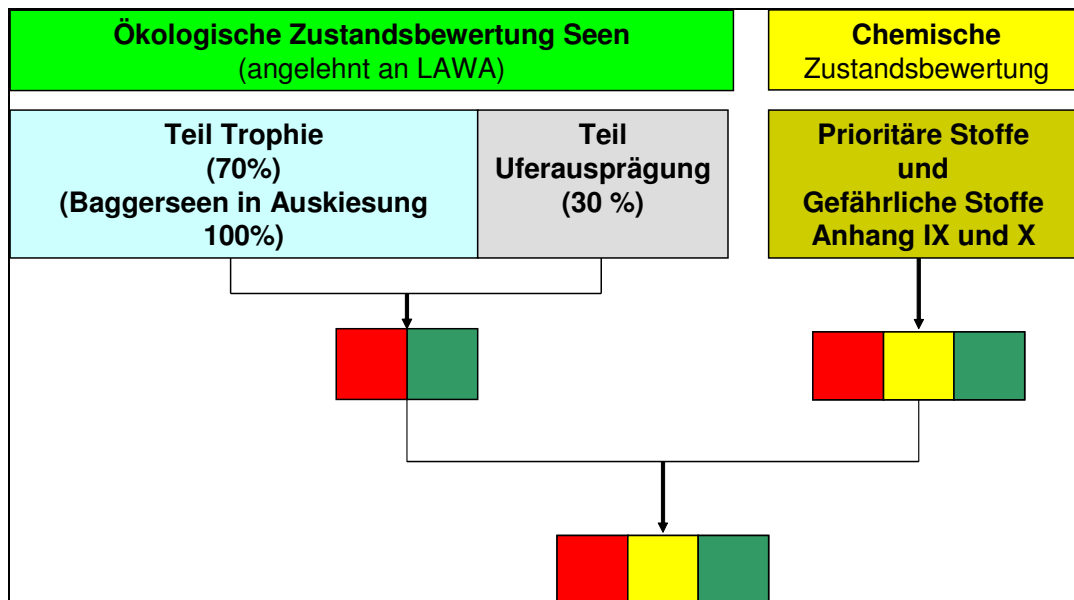 Ökologische Zustandsbewertung Seen
(angelehnt an LAWA)
Chemische
Zustandsbewertung
Teil Trophie
(70%)
(Baggerseen in Auskiesung
100%)
Teil
Uferausprägung
(30 %)
Prioritäre Stoffe
und
Gefährliche Stoffe
Anhang IX und X